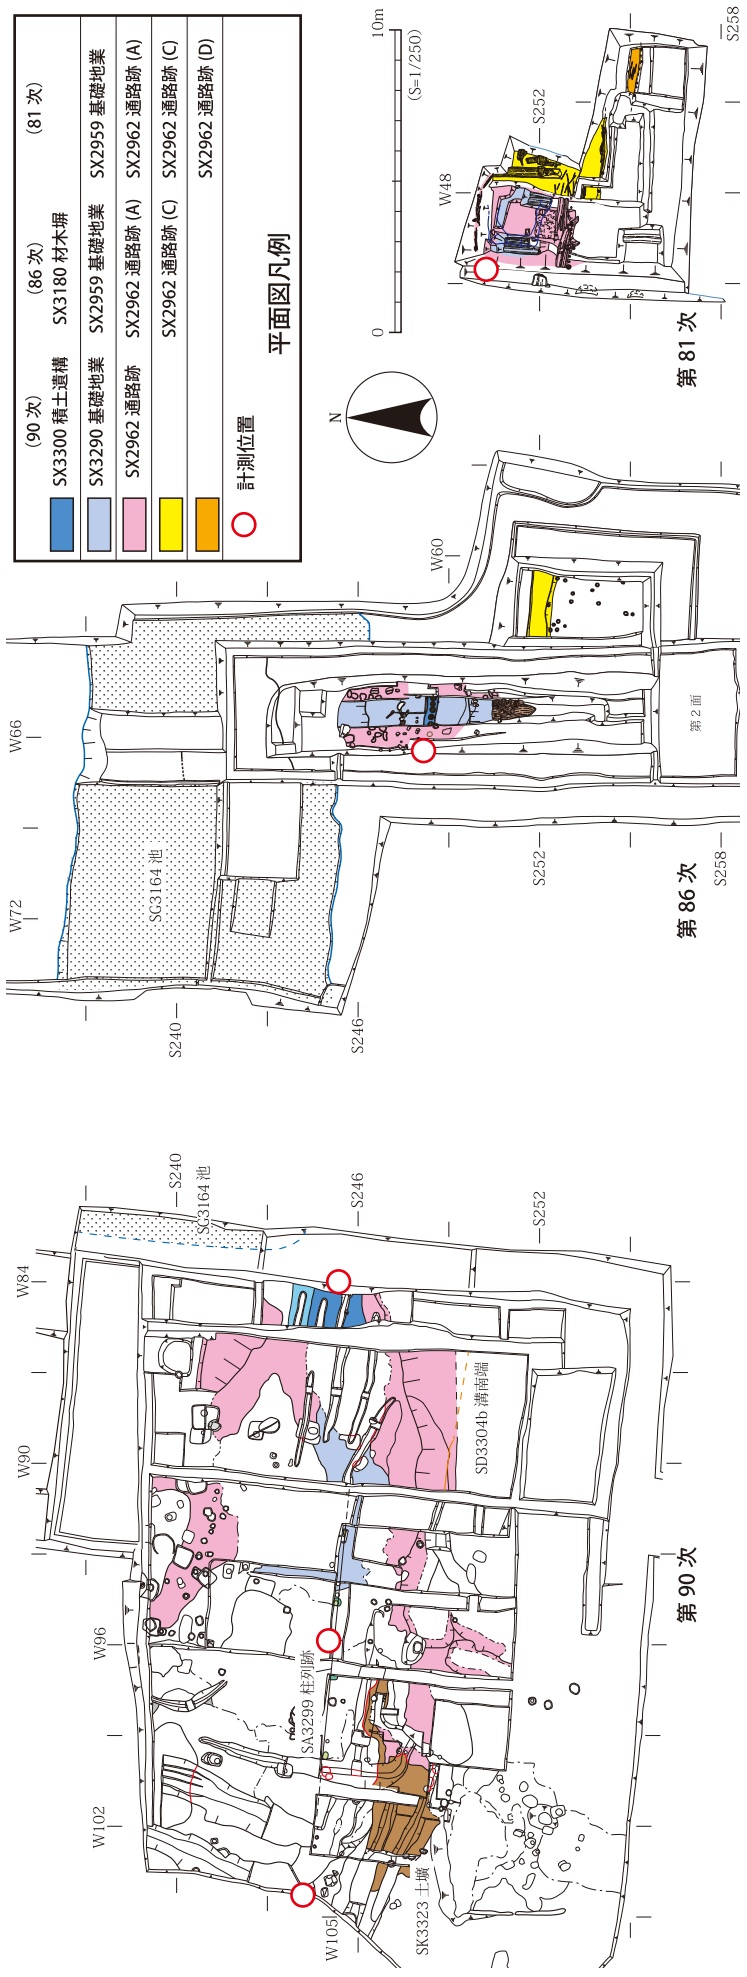 平面図凡例
(90 次) (86 次) (81 次)
SX3300 積土遺構 SX3180 材木塀
SX3290 基礎地業 SX2959 基礎地業 SX2959 基礎地業
SX2962 通路跡 SX2962 通路跡 (A) SX2962 通路跡 (A)
SX2962 通路跡 (C) SX2962 通路跡 (C)
SX2962 通路跡 (D)
計測位置
0 10m
(S=1/250)
N
第 81 次
W48
S252
S258
第 86 次
W60
W66
W72
S240
S246
S252
S258
SG3164 池
第２面
第 90 次
W84
W90
W96
W102
W105
S240
S246
S252
SG3164 池
SD3304b 溝南端
SA3299 柱列跡
SK3323 土壙